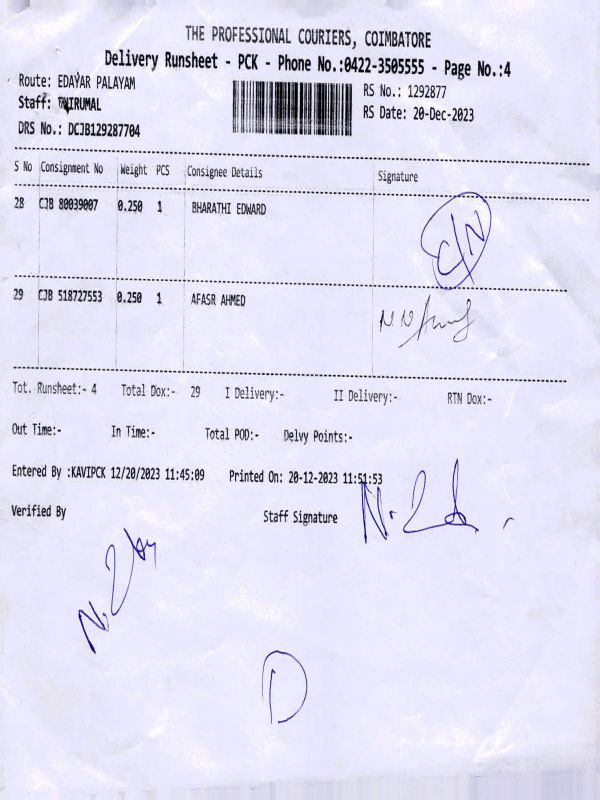 THE PROFESSIONAL COURIERS, COIMBATORE
Delivery Runsheet - PCK - Phone No.:0422-3505555 - Page No.:4
Route: EDAYAR PALAYAM
RS No.: 1292877
Staff: THIRUMAL
RS Date: 20-Dec-2023
DRS No.: DCJB129287704
S No Consignment No Weight PCS Consignee Details Signature
28 CJB 80039007 0.250 1 BHARATHI EDWARD
29 CJB 518727553 0.250 1 AFASR AHMED
Tot. Runsheet:- 4 Total Dox:- 29 I Delivery:- II Delivery:- RTN Dox:-
Out Time:- In Time:- Total POD:- Delvy Points:-
Entered By :KAVIPCK 12/20/2023 11:45:09 Printed On: 20-12-2023 11:51:53
Verified By Staff Signature
D